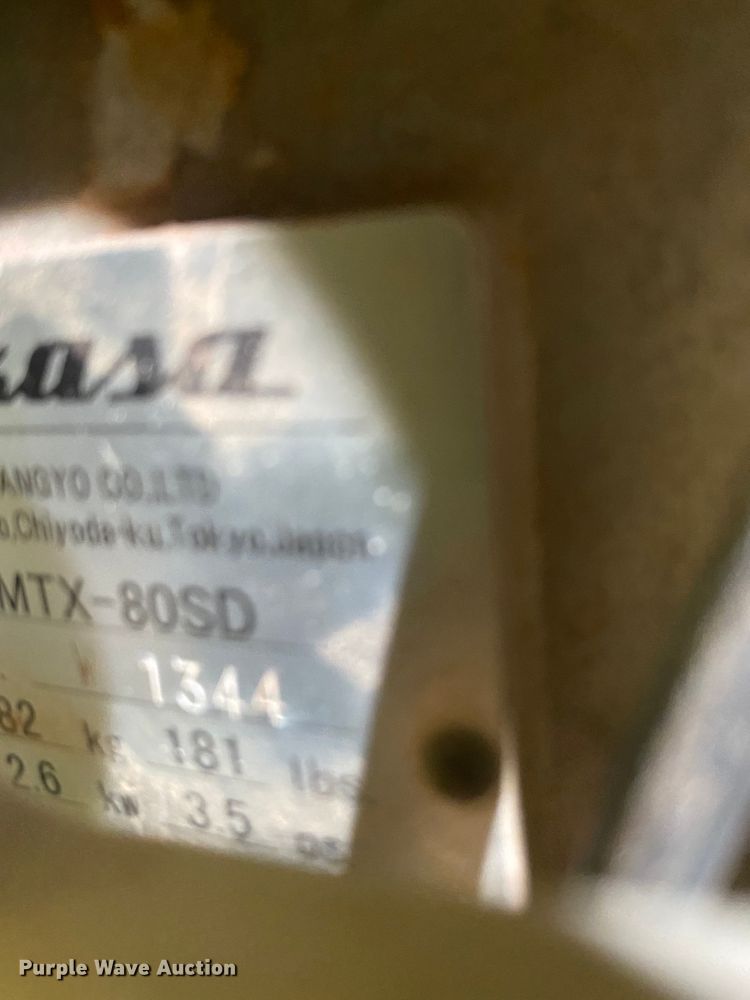 kasa
ANGYO CO.,LTD
o,Chiyoda-ku,Tokyo,Japan
MTX-80SD
W 1344
82 kg 181 lbs
2.6 kw 3.5
Purple Wave Auction